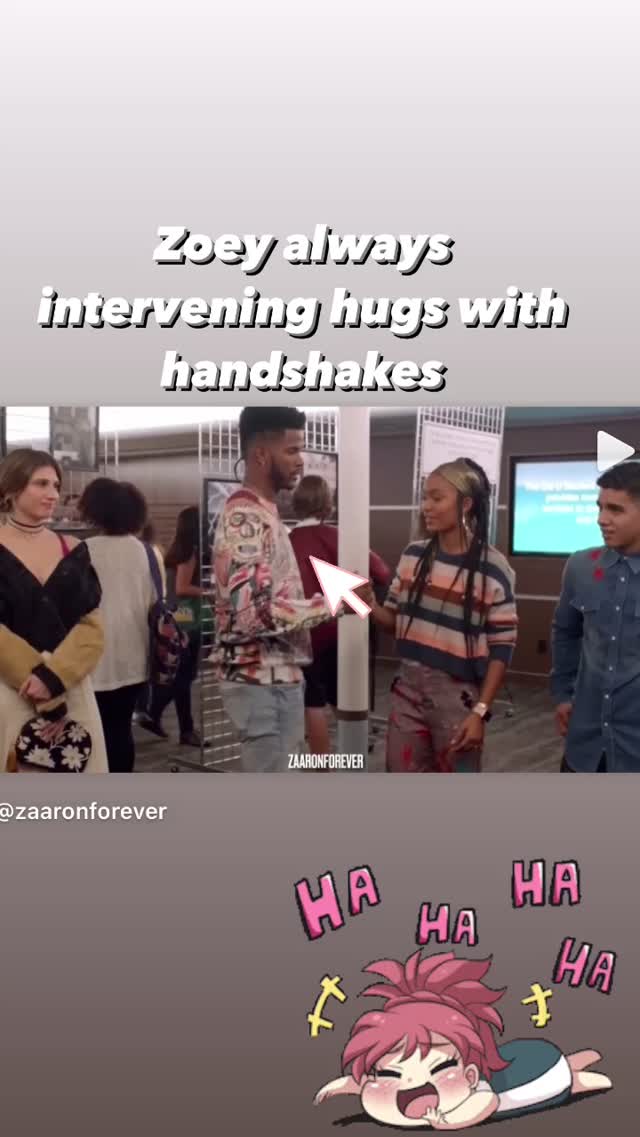 Zoey always
intervening hugs with
handshakes
ZAARONFOREVER
@zaaronforever
HA
HA
HA
HA